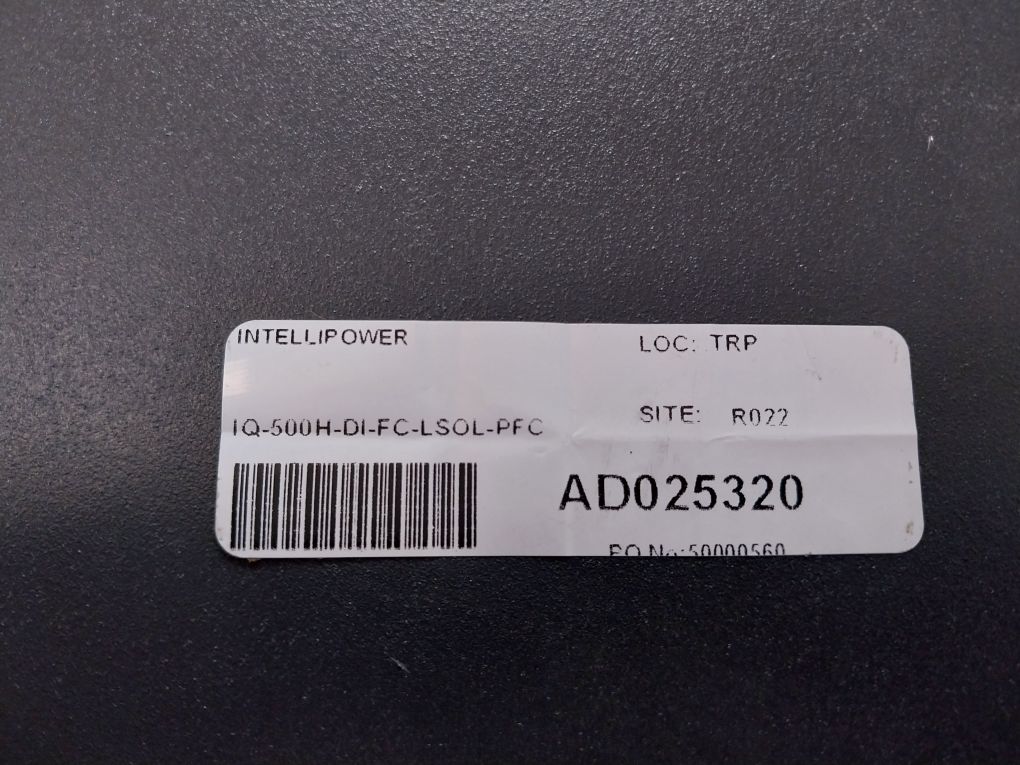 INTELLIPOWER
LOC: TRP
SITE: R022
IQ-500H-DI-FC-LSOL-PFC
AD025320
PO No:50000560